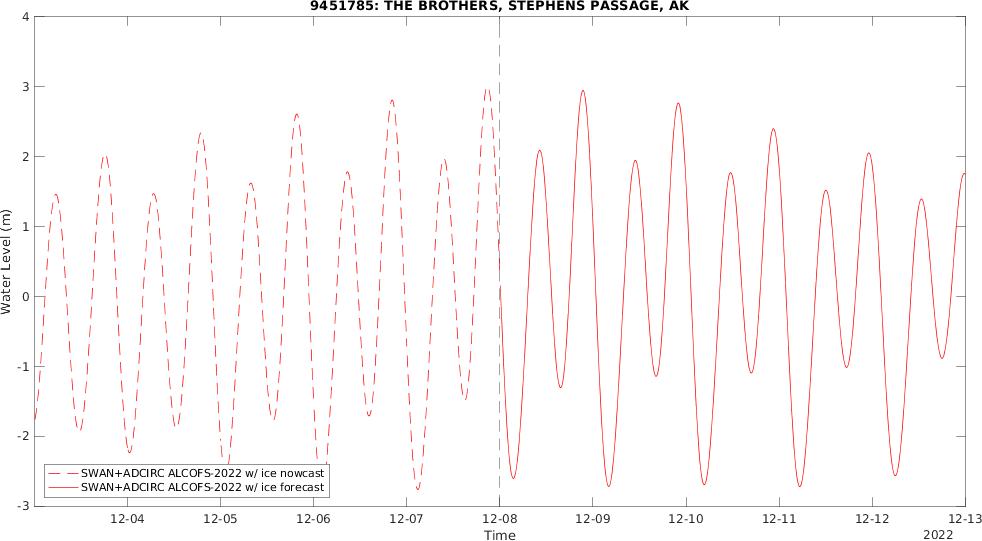 9451785: THE BROTHERS, STEPHENS PASSAGE, AK
4
3
2
1
0
-1
-2
-3
Water Level (m)
SWAN+ADCIRC ALCOFS-2022 w/ ice nowcast
SWAN+ADCIRC ALCOFS-2022 w/ ice forecast
12-04 12-05 12-06 12-07 12-08 12-09 12-10 12-11 12-12 12-13
Time
2022